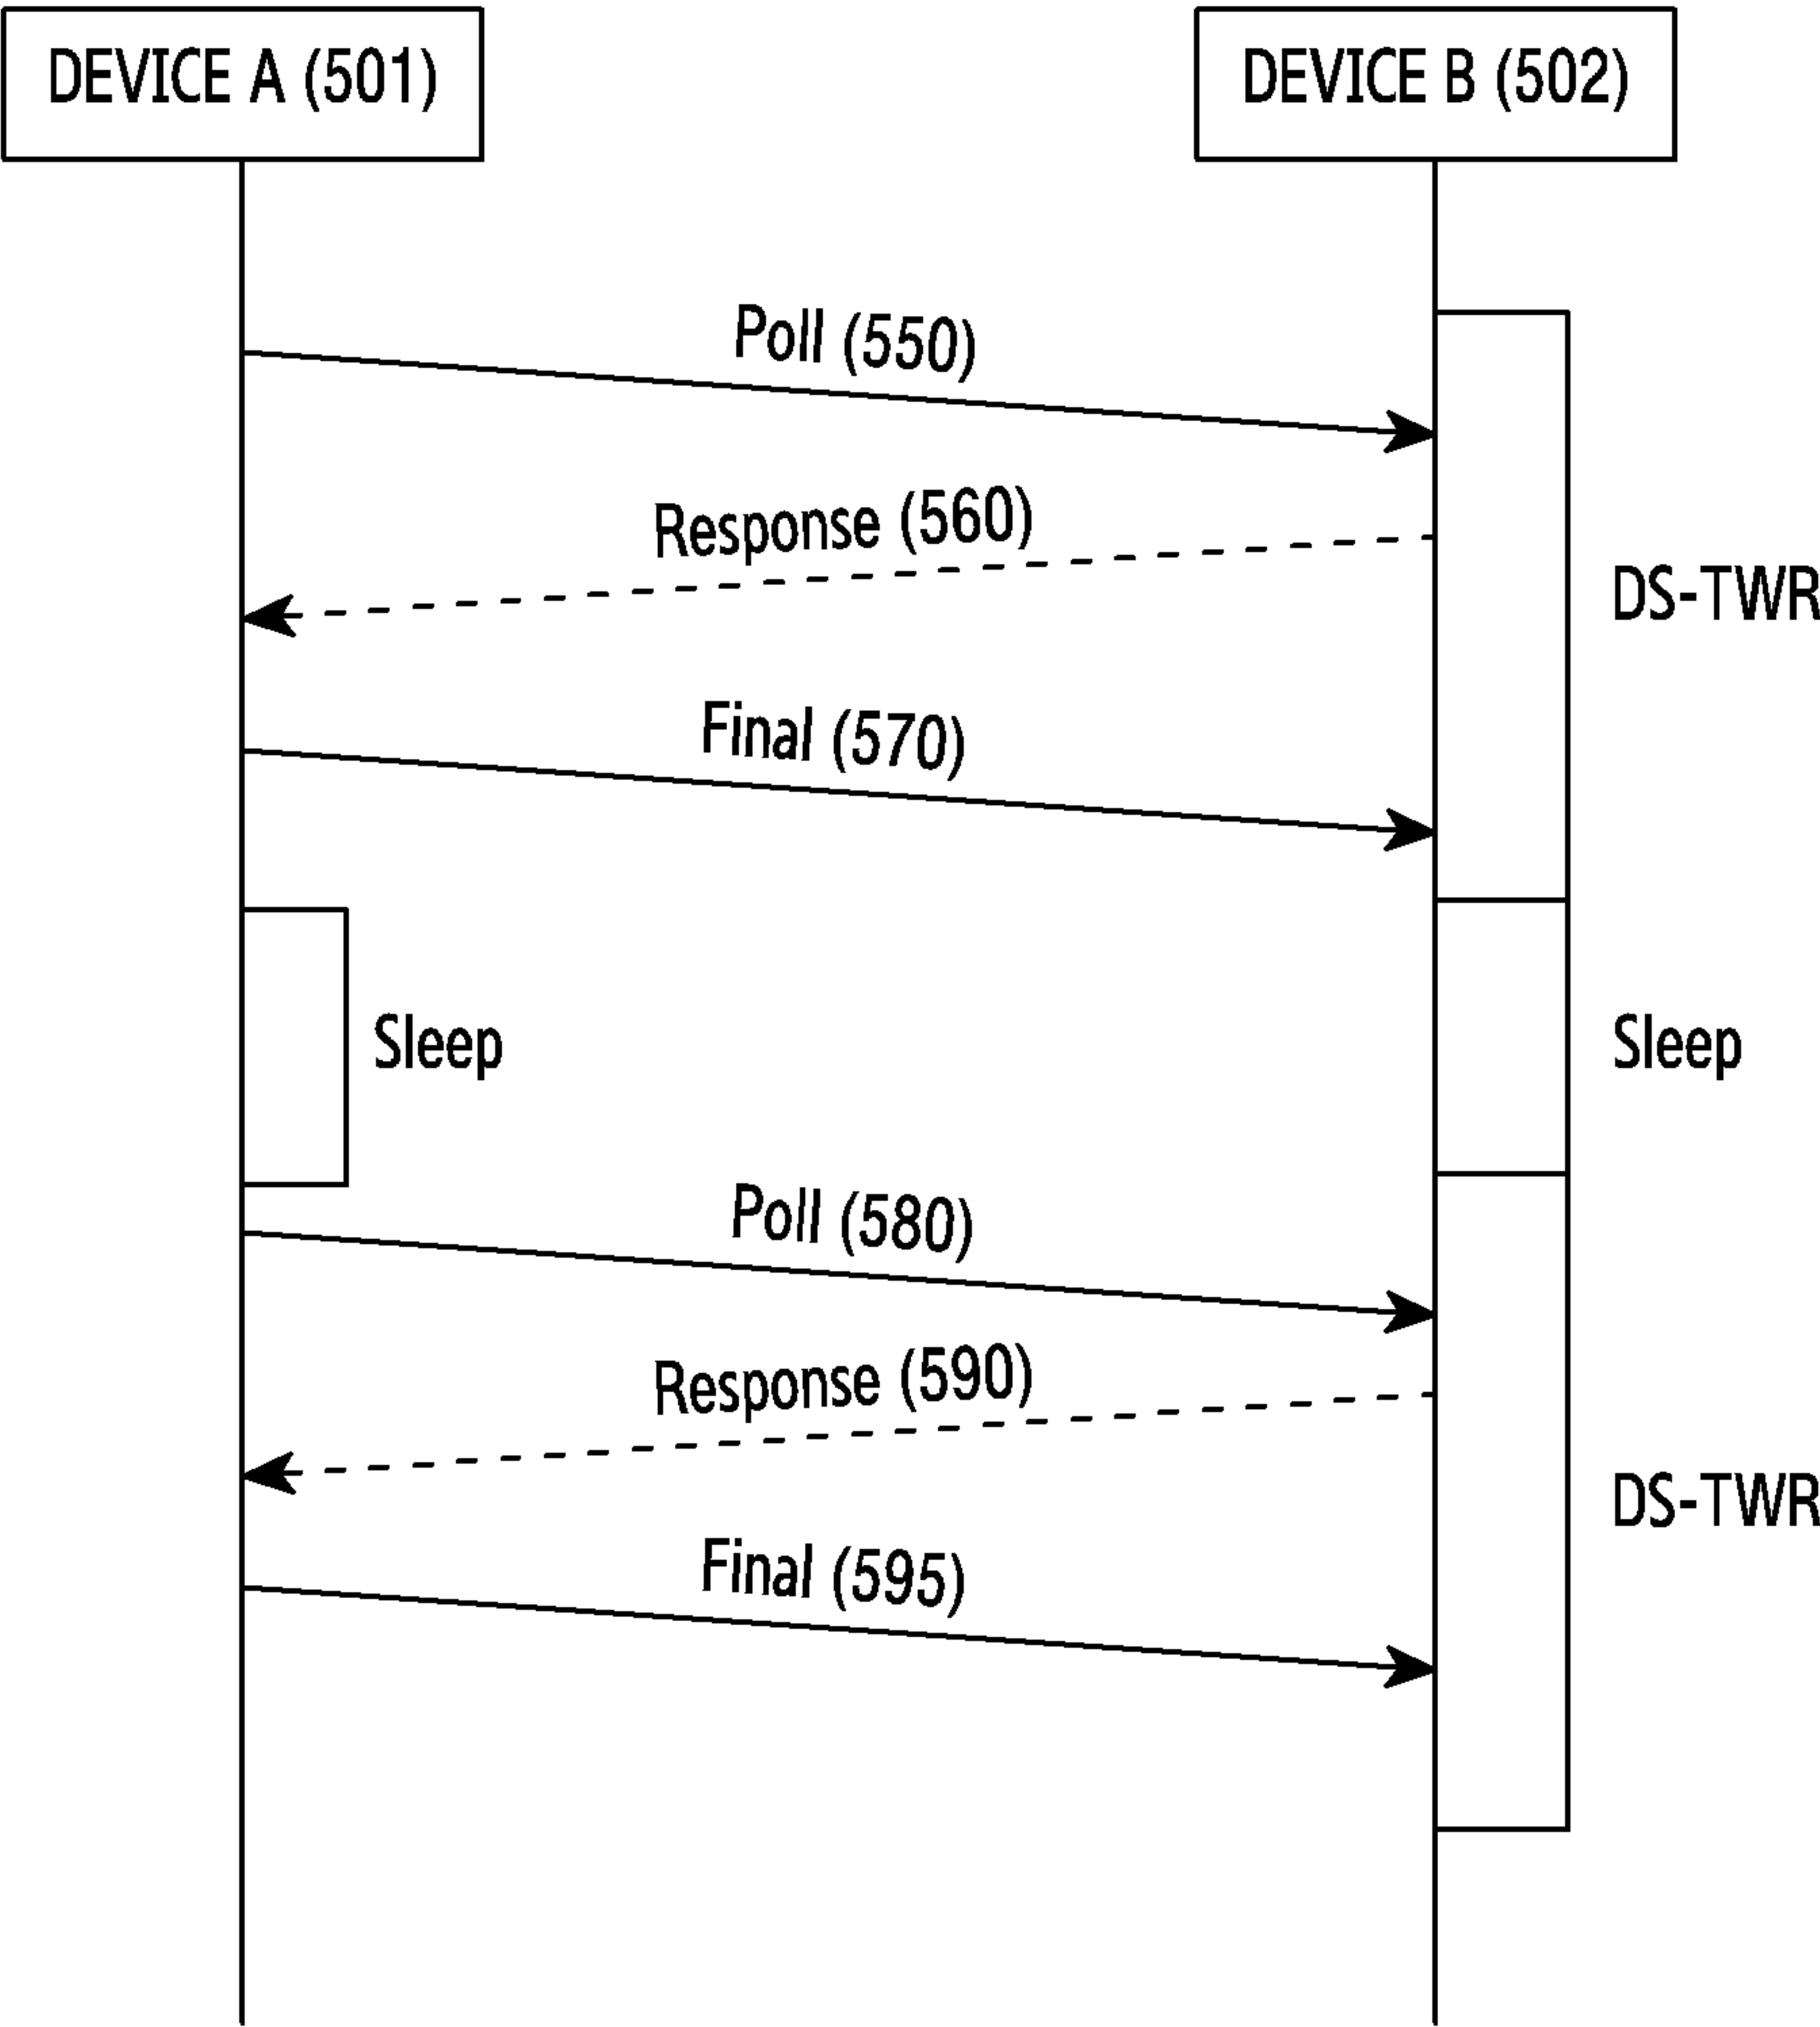 DEVICE A (501)
DEVICE B (502)
Poll (550)
Response (560)
DS-TWR
Final (570)
Sleep
Sleep
Poll (580)
Response (590)
DS-TWR
Final (595)